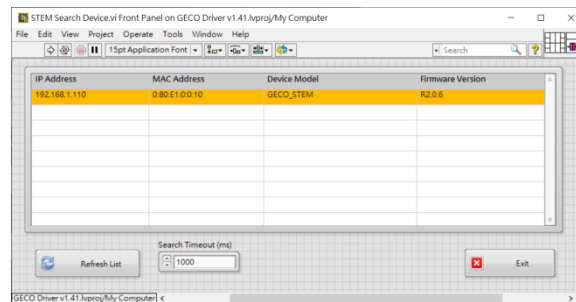 STEM Search Device.vi Front Panel on GECO Driver v1.41.lvproj/My Computer
File Edit View Project Operate Tools Window Help
15pt Application Font
Search
IP Address MAC Address Device Model Firmware Version
192.168.1.110 0:80:E1:0:0:10 GECO_STEM R2.0.6
Search Timeout (ms)
Refresh List
1000
Exit
GECO Driver v1.41.lvproj/My Computer